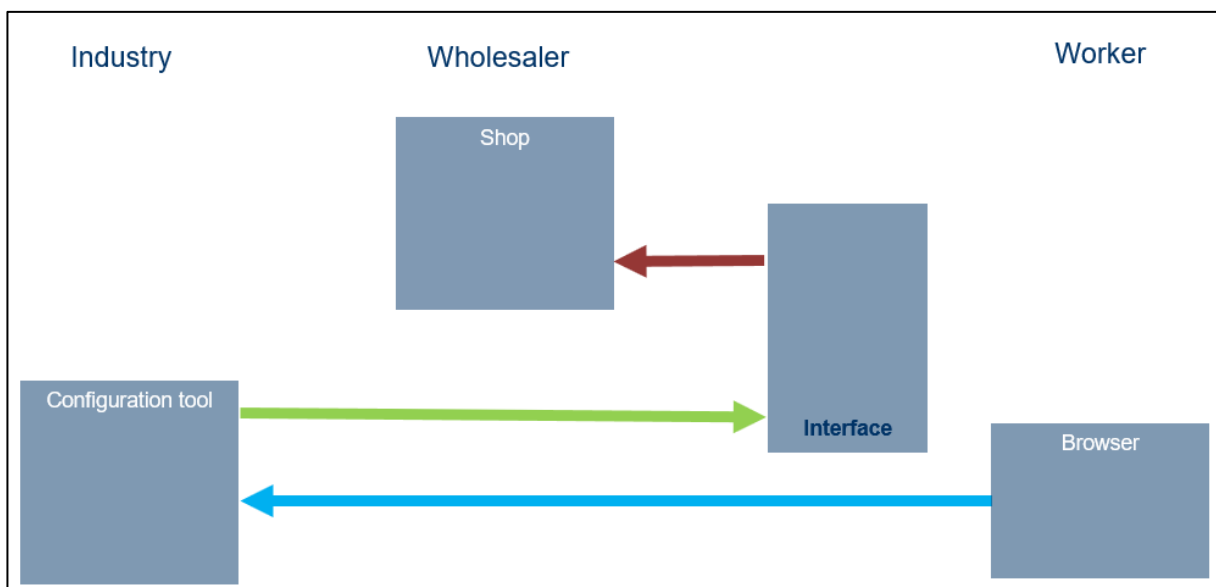 Industry
Wholesaler
Worker
Shop
Configuration tool
Interface
Browser